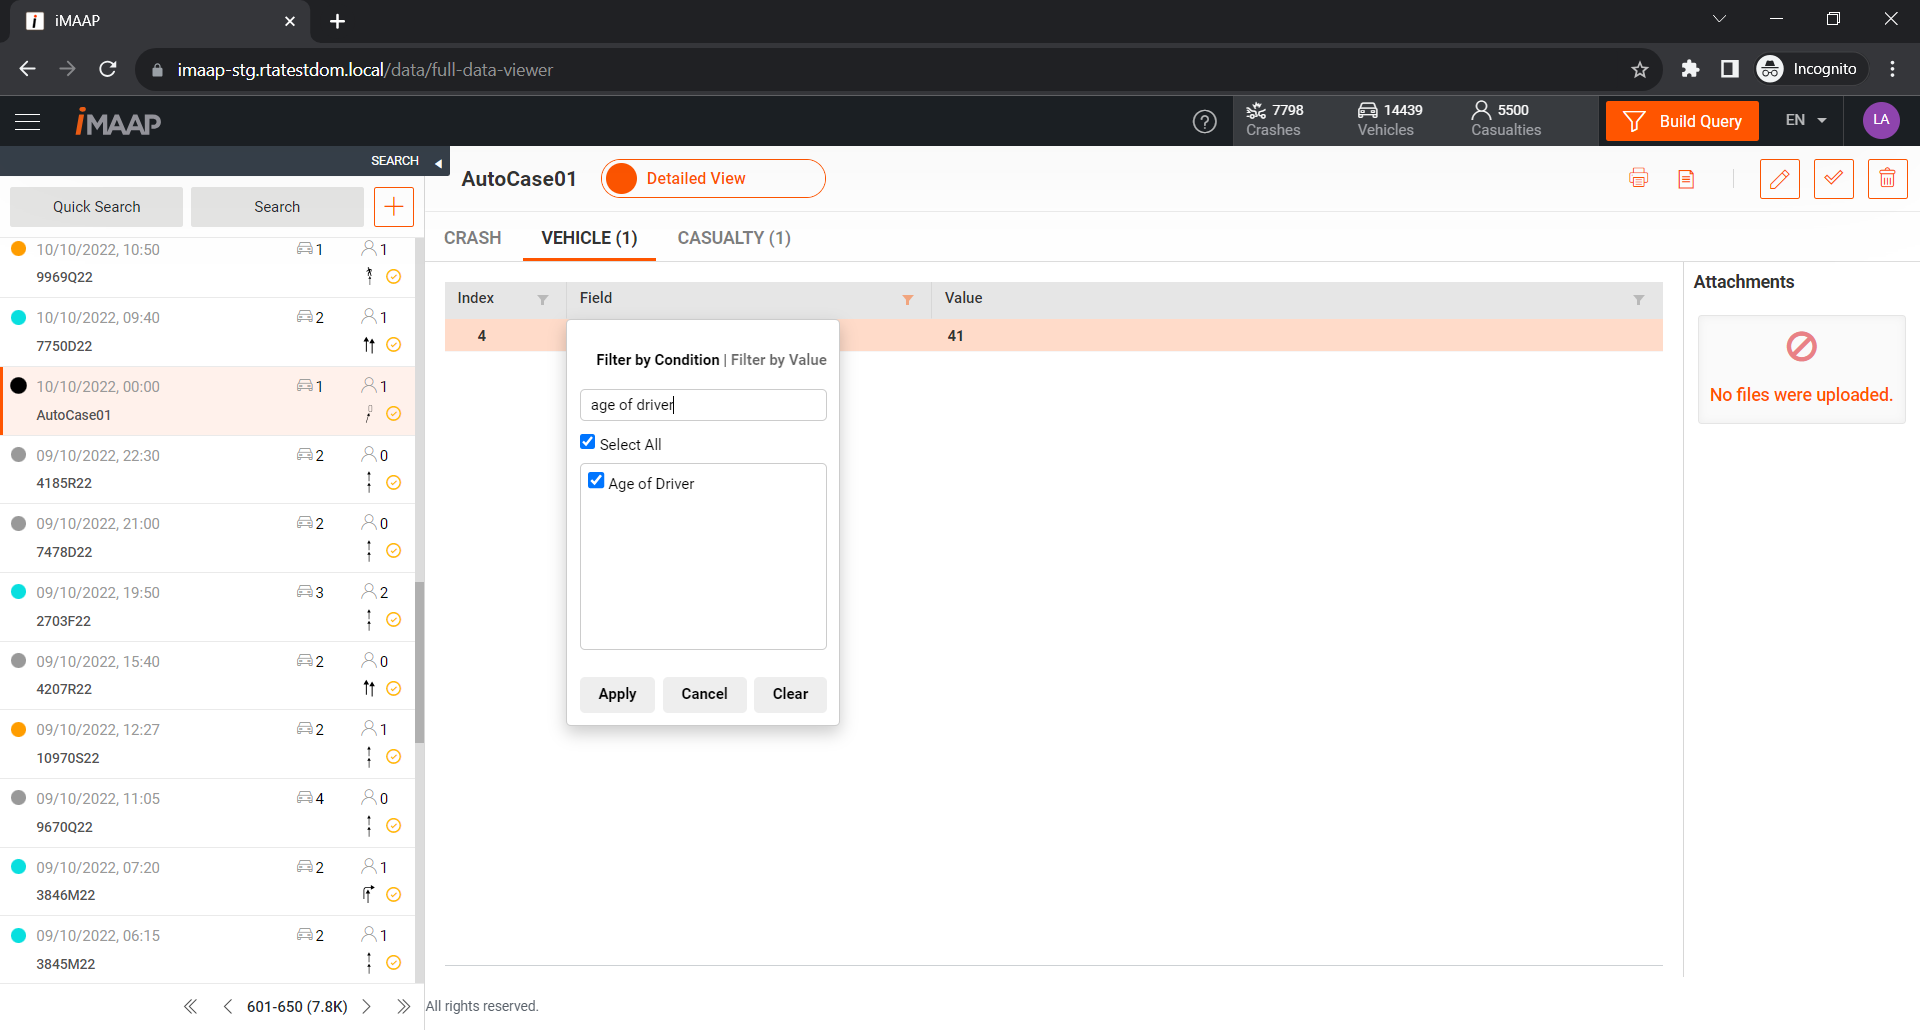 iMAAP
imaap-stg.rtatestdom.local/data/full-data-viewer
Incognito
iMAAP
7798
Crashes
14439
Vehicles
5500
Casualties
Build Query
EN
LA
SEARCH
Quick Search
Search
AutoCase01
Detailed View
CRASH
VEHICLE (1)
CASUALTY (1)
10/10/2022, 10:50 1 1
9969Q22
10/10/2022, 09:40 2 1
7750D22
10/10/2022, 00:00 1 1
AutoCase01
09/10/2022, 22:30 2 0
4185R22
09/10/2022, 21:00 2 0
7478D22
09/10/2022, 19:50 3 2
2703F22
09/10/2022, 15:40 2 0
4207R22
09/10/2022, 12:27 2 1
10970S22
09/10/2022, 11:05 4 0
9670Q22
09/10/2022, 07:20 2 1
3846M22
09/10/2022, 06:15 2 1
3845M22
601-650 (7.8K)
Index Field Value
4 41
Filter by Condition | Filter by Value
age of driver
Select All
Age of Driver
Apply Cancel Clear
Attachments
No files were uploaded.
All rights reserved.